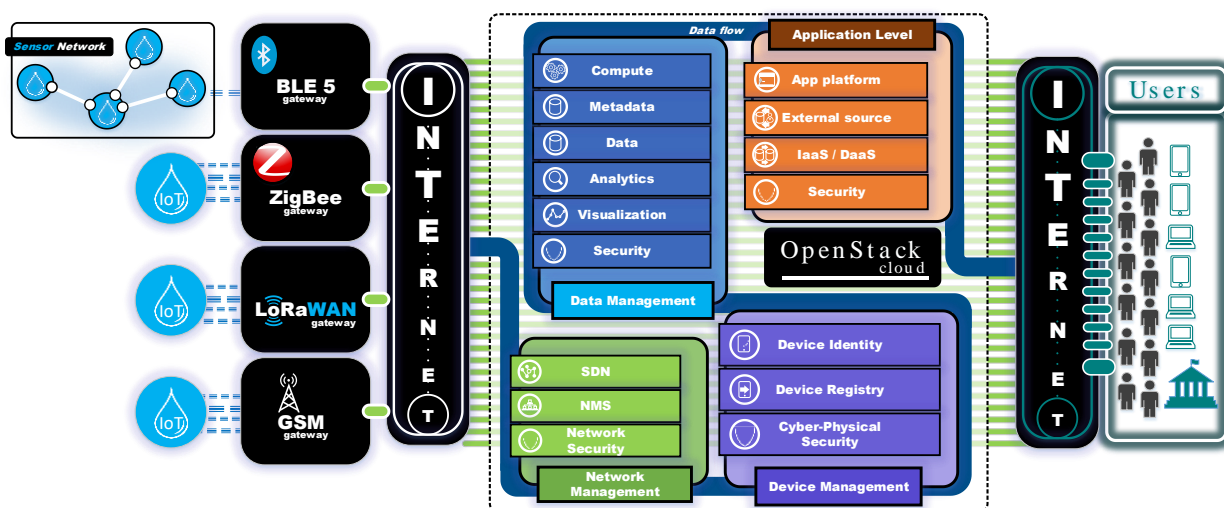 Sensor Network
BLE 5
gateway
IoT
ZigBee
gateway
IoT
LoRaWAN
gateway
IoT
GSM
gateway
INTERNET
Data flow
Compute
Metadata
Data
Analytics
Visualization
Security
Data Management
Application Level
App platform
External source
IaaS / DaaS
Security
OpenStack
cloud
SDN
NMS
Network
Security
Network
Management
Device Identity
Device Registry
Cyber-Physical
Security
Device Management
INTERNET
Users